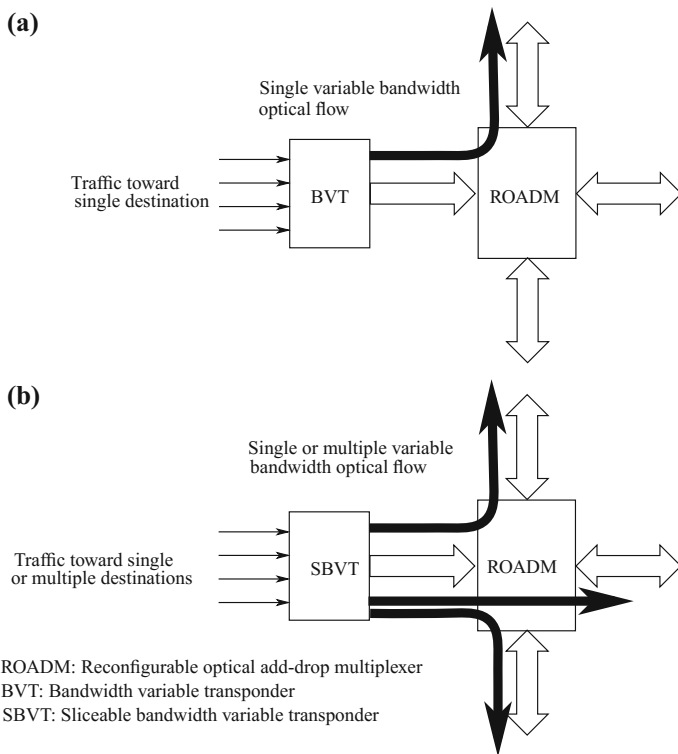 (a)
Single variable bandwidth
optical flow
Traffic toward
single destination
BVT
ROADM
(b)
Single or multiple variable
bandwidth optical flow
Traffic toward single
or multiple destinations
SBVT
ROADM
ROADM: Reconfigurable optical add-drop multiplexer
BVT: Bandwidth variable transponder
SBVT: Sliceable bandwidth variable transponder